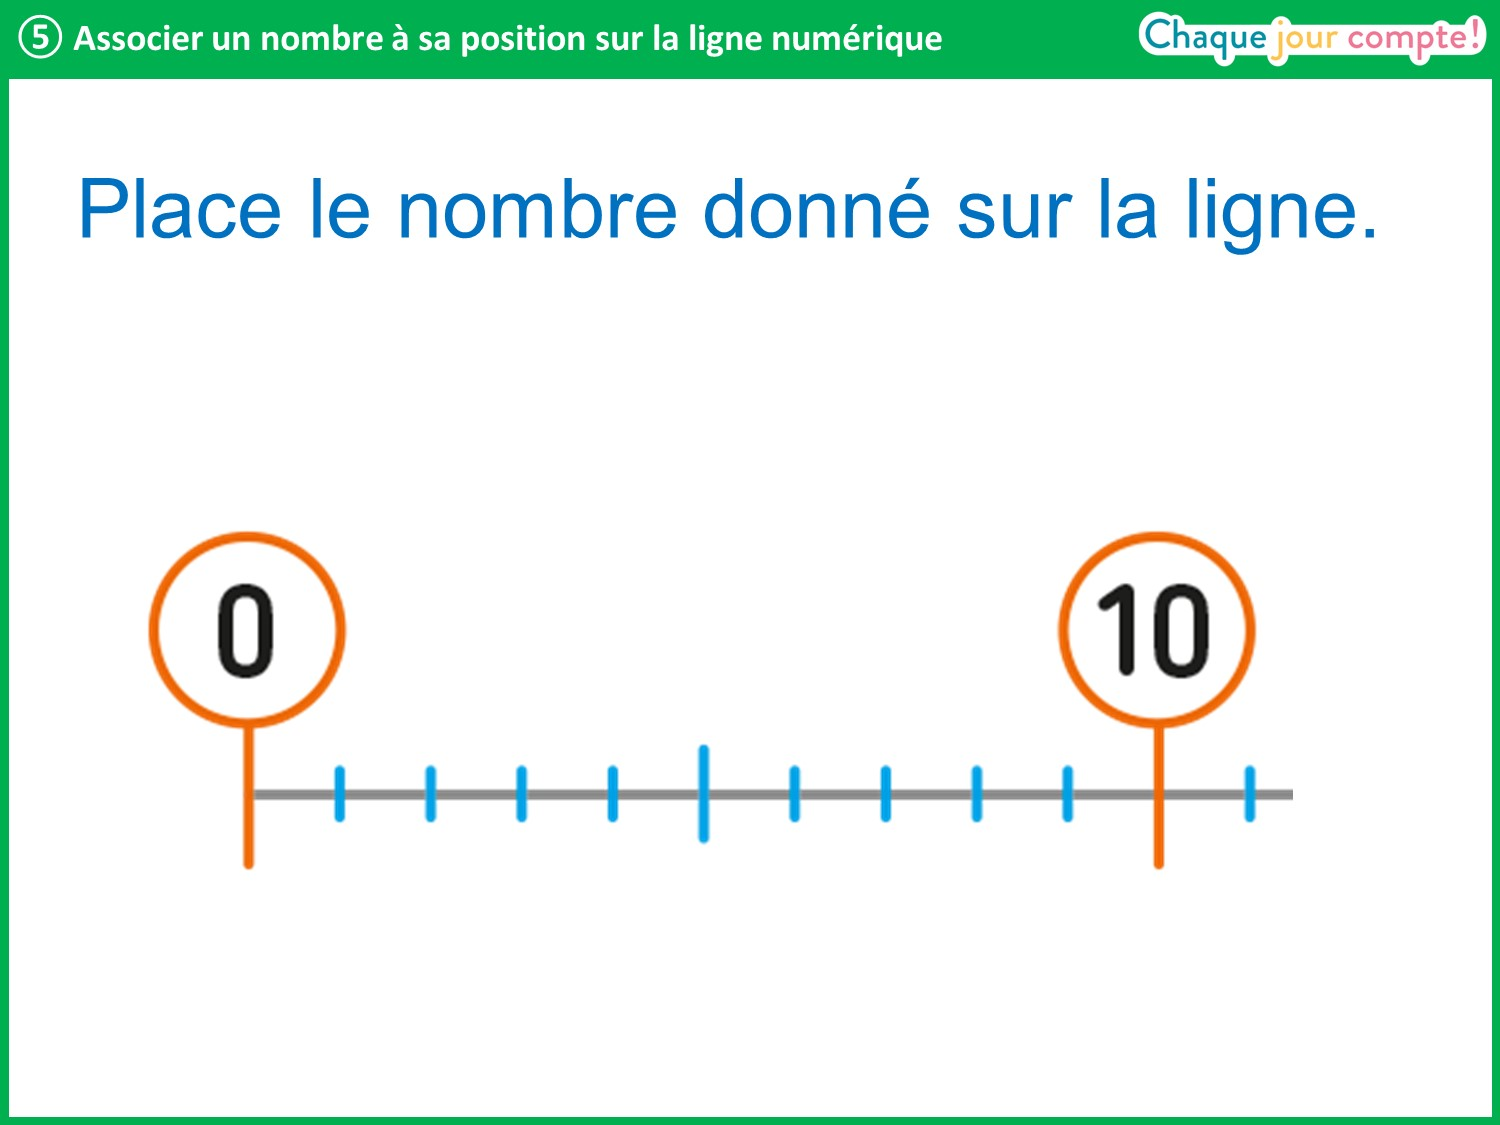 ⑤ Associer un nombre à sa position sur la ligne numérique
Chaque jour compte!
Place le nombre donné sur la ligne.
0 10